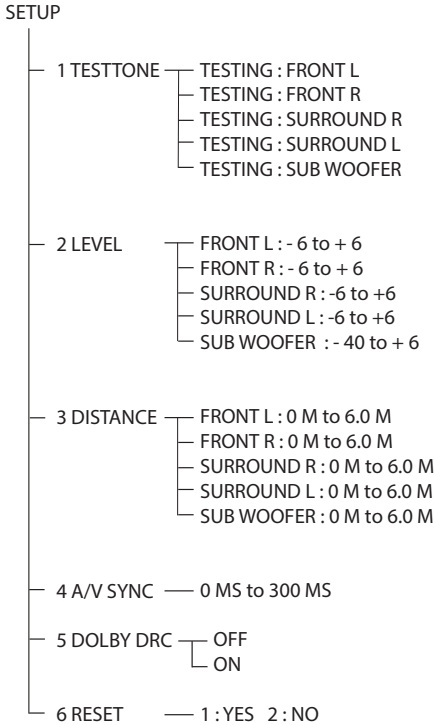 SETUP
1 TESTTONE TESTING : FRONT L
TESTING : FRONT R
TESTING : SURROUND R
TESTING : SURROUND L
TESTING : SUB WOOFER
2 LEVEL FRONT L : - 6 to + 6
FRONT R : - 6 to + 6
SURROUND R : -6 to +6
SURROUND L : -6 to +6
SUB WOOFER : - 40 to + 6
3 DISTANCE FRONT L : 0 M to 6.0 M
FRONT R : 0 M to 6.0 M
SURROUND R : 0 M to 6.0 M
SURROUND L : 0 M to 6.0 M
SUB WOOFER : 0 M to 6.0 M
4 A/V SYNC 0 MS to 300 MS
5 DOLBY DRC OFF
ON
6 RESET 1 : YES 2 : NO